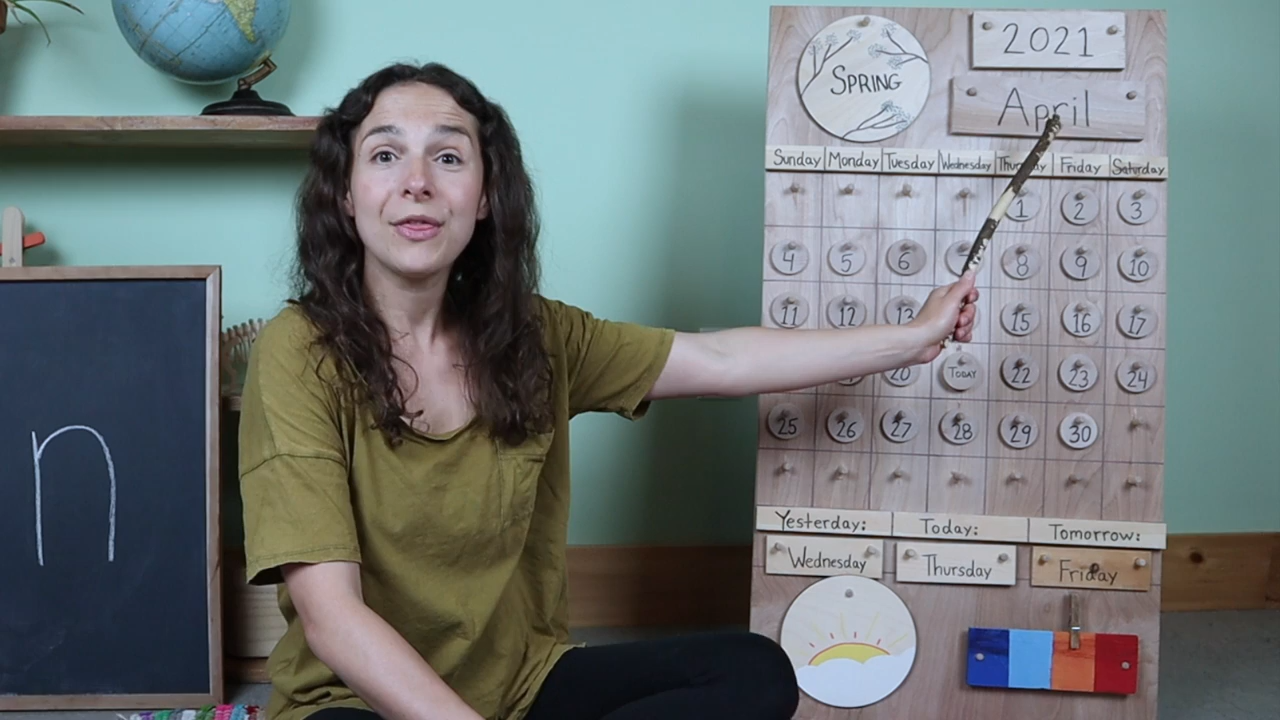 SPRING
2021
April
Sunday Monday Tuesday Wednesday Thursday Friday Saturday
1 2 3
4 5 6 7 8 9 10
11 12 13 15 16 17
20 TODAY 22 23 24
25 26 27 28 29 30
Yesterday: Today: Tomorrow:
Wednesday Thursday Friday
n